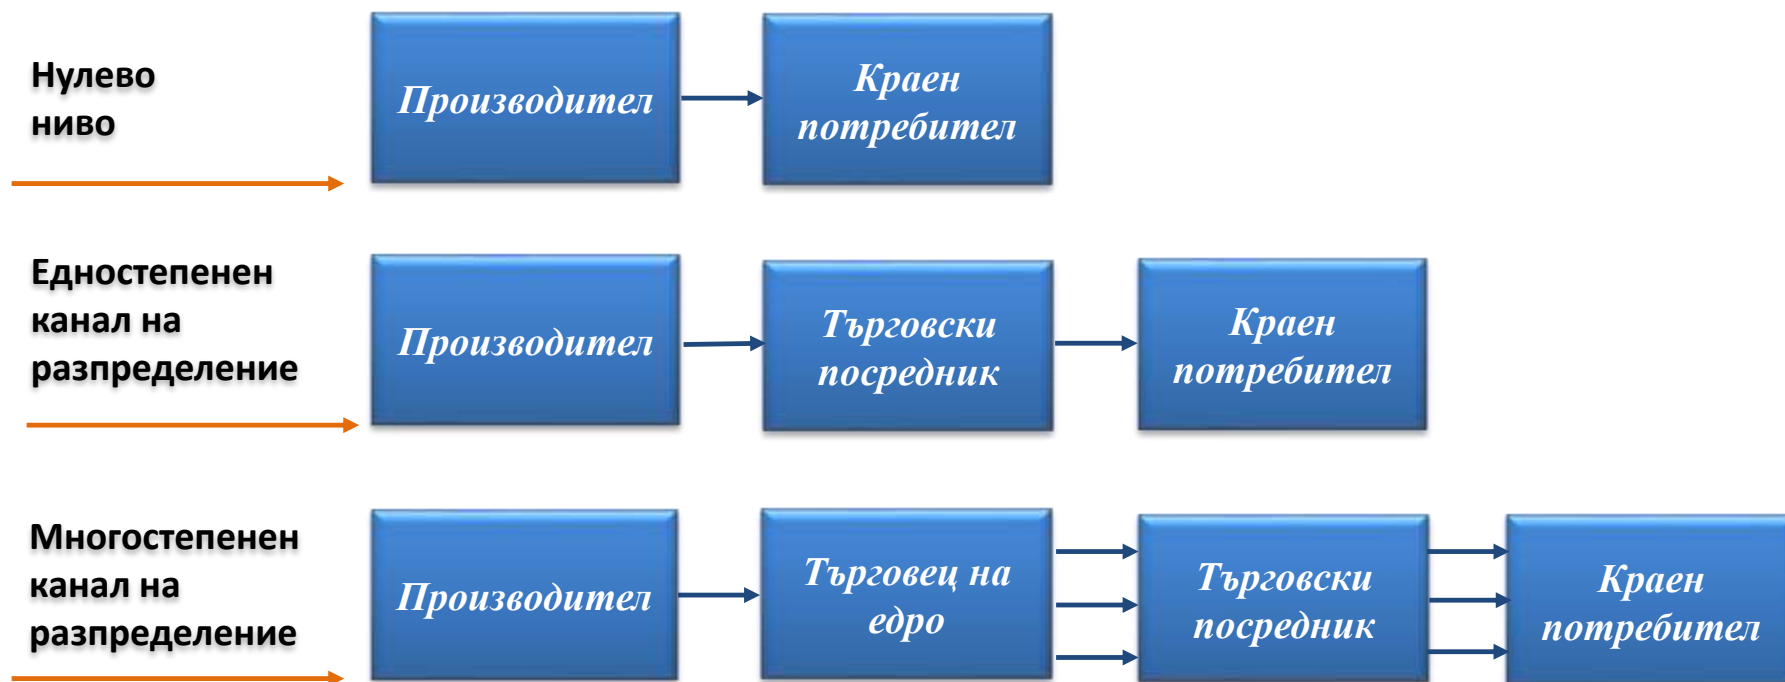 Нулево
ниво
Производител
Краен
потребител
Едностепенен
канал на
разпределение
Производител
Търговски
посредник
Краен
потребител
Многостепенен
канал на
разпределение
Производител
Търговец на
едро
Търговски
посредник
Краен
потребител